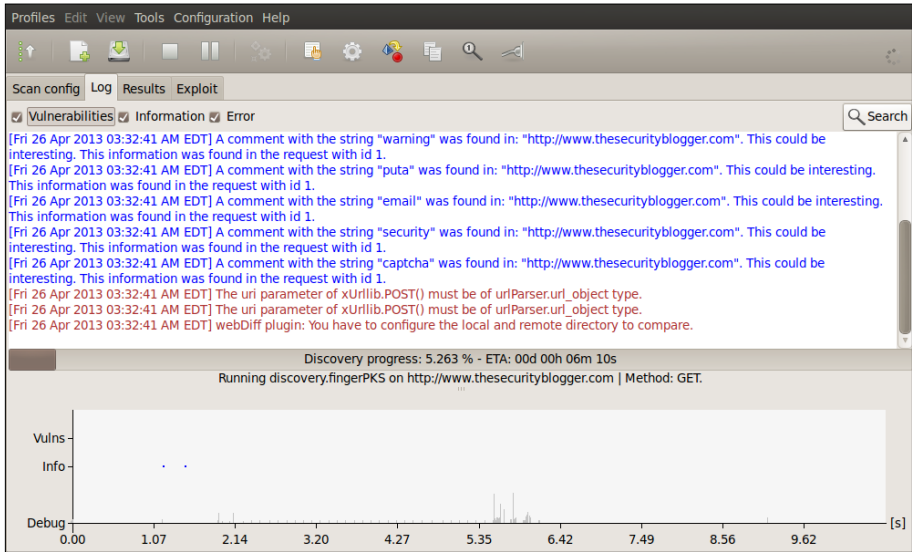 Profiles Edit View Tools Configuration Help
Scan config Log Results Exploit
Vulnerabilities Information Error Search
[Fri 26 Apr 2013 03:32:41 AM EDT] A comment with the string "warning" was found in: "http://www.thesecurityblogger.com". This could be
interesting. This information was found in the request with id 1.
[Fri 26 Apr 2013 03:32:41 AM EDT] A comment with the string "puta" was found in: "http://www.thesecurityblogger.com". This could be interesting.
This information was found in the request with id 1.
[Fri 26 Apr 2013 03:32:41 AM EDT] A comment with the string "email" was found in: "http://www.thesecurityblogger.com". This could be interesting.
This information was found in the request with id 1.
[Fri 26 Apr 2013 03:32:41 AM EDT] A comment with the string "security" was found in: "http://www.thesecurityblogger.com". This could be
interesting. This information was found in the request with id 1.
[Fri 26 Apr 2013 03:32:41 AM EDT] A comment with the string "captcha" was found in: "http://www.thesecurityblogger.com". This could be
interesting. This information was found in the request with id 1.
[Fri 26 Apr 2013 03:32:41 AM EDT] The uri parameter of xUrllib.POST() must be of urlParser.url_object type.
[Fri 26 Apr 2013 03:32:41 AM EDT] The uri parameter of xUrllib.POST() must be of urlParser.url_object type.
[Fri 26 Apr 2013 03:32:41 AM EDT] webDiff plugin: You have to configure the local and remote directory to compare.
Discovery progress: 5.263 % - ETA: 00d 00h 06m 10s
Running discovery.fingerPKS on http://www.thesecurityblogger.com | Method: GET.
Vulns
Info
Debug [s]
0.00 1.07 2.14 3.20 4.27 5.35 6.42 7.49 8.56 9.62